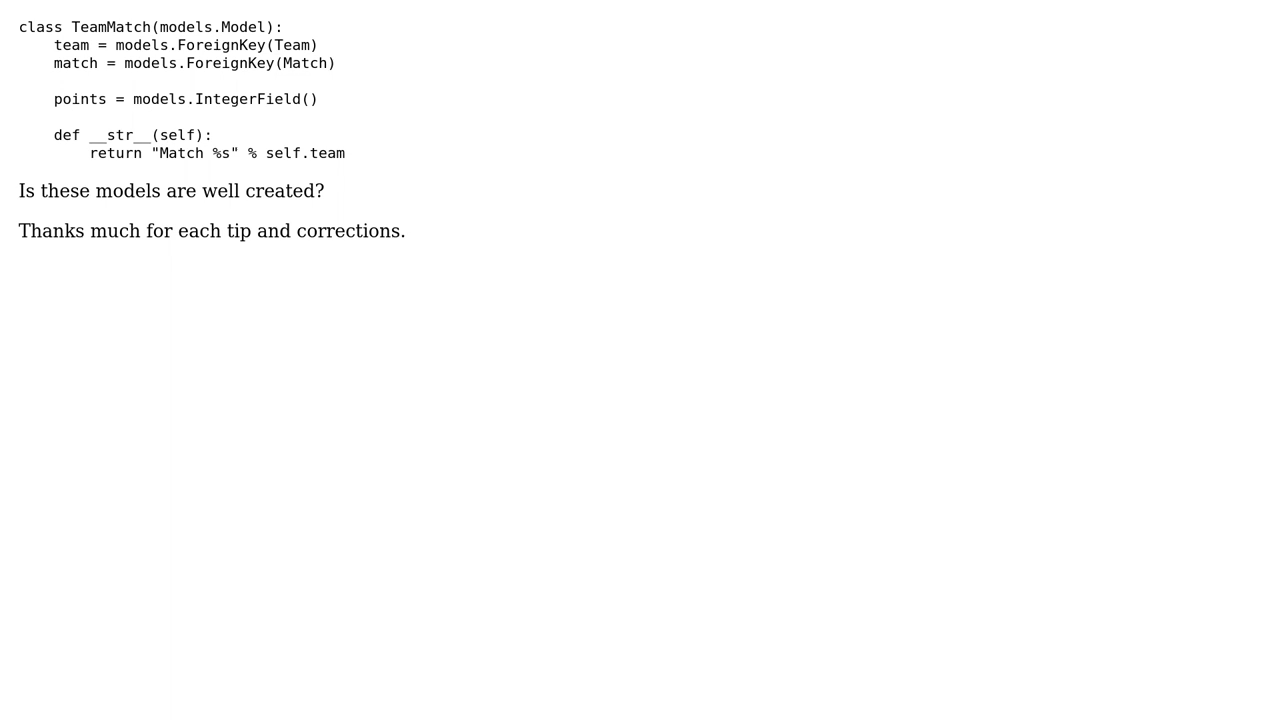 class TeamMatch(models.Model):
    team = models.ForeignKey(Team)
    match = models.ForeignKey(Match)

    points = models.IntegerField()

    def __str__(self):
        return "Match %s" % self.team

Is these models are well created?

Thanks much for each tip and corrections.